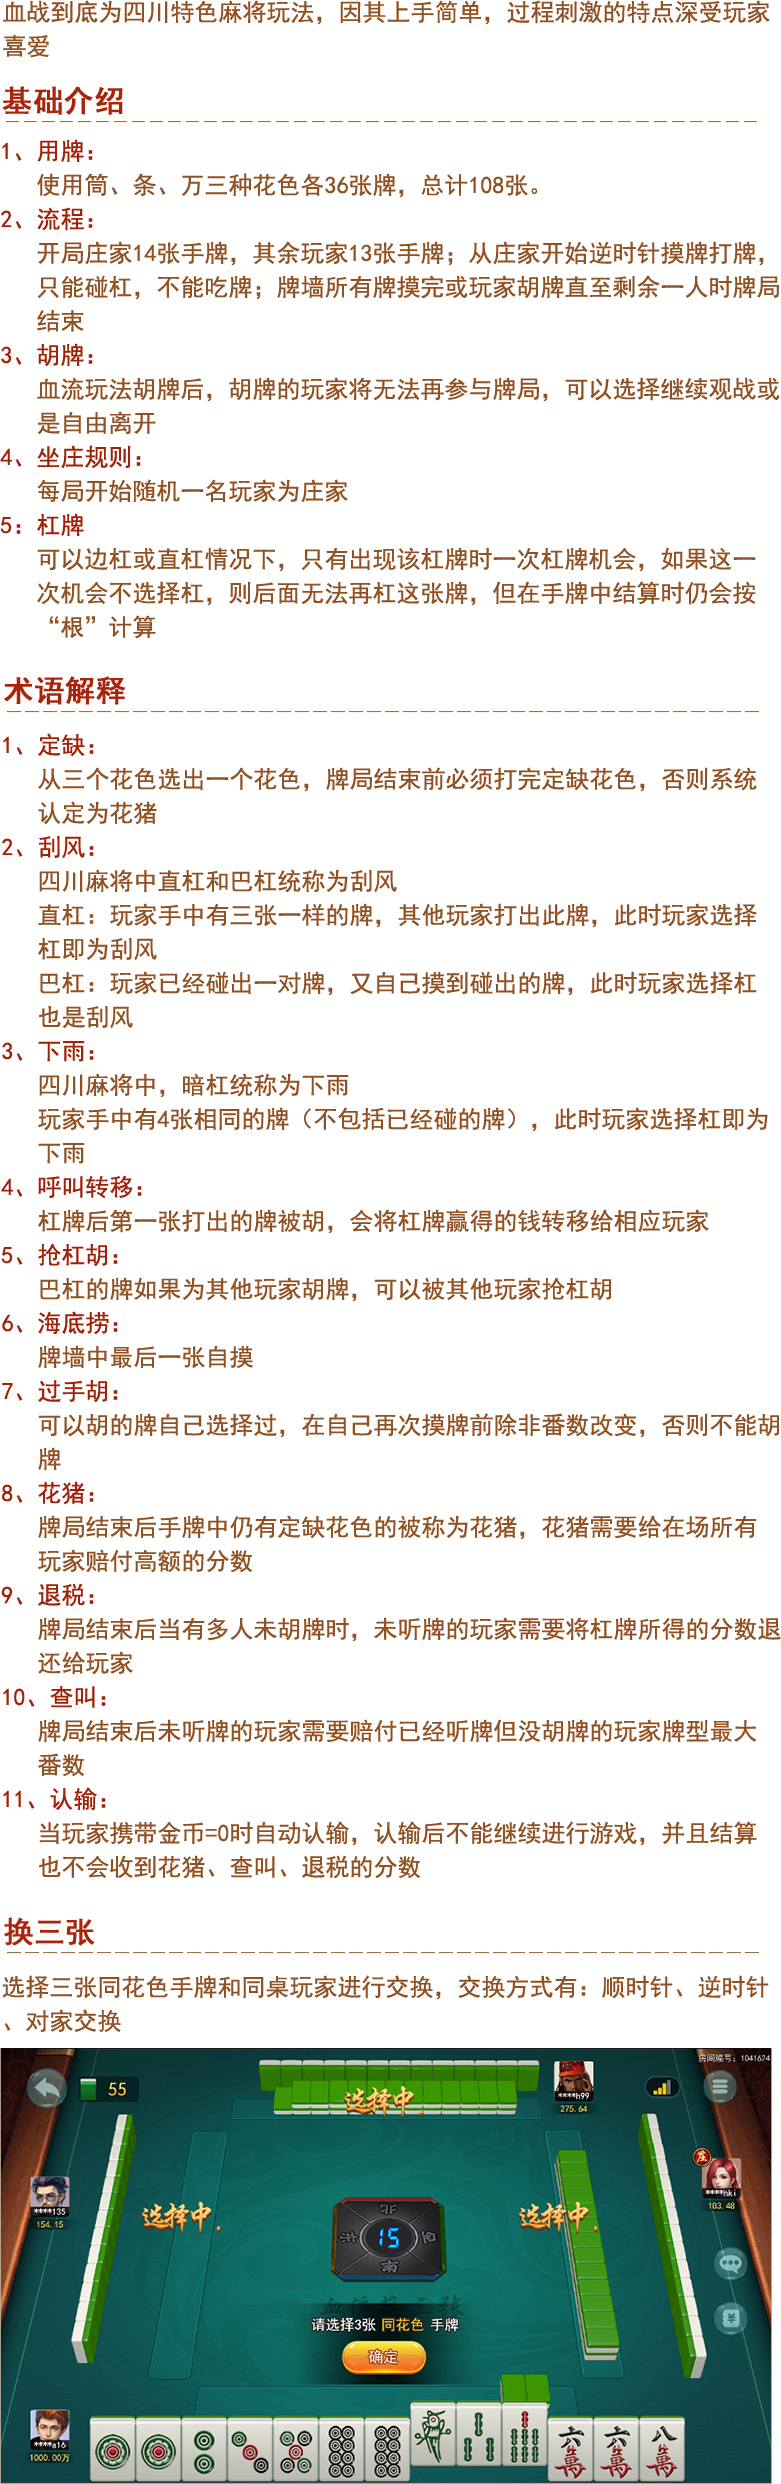 血战到底为四川特色麻将玩法，因其上手简单，过程刺激的特点深受玩家
喜爱
基础介绍
1、用牌：
使用筒、条、万三种花色各36张牌，总计108张。
2、流程：
开局庄家14张手牌，其余玩家13张手牌；从庄家开始逆时针摸牌打牌，
只能碰杠，不能吃牌；牌墙所有牌摸完或玩家胡牌直至剩余一人时牌局
结束
3、胡牌：
血流玩法胡牌后，胡牌的玩家将无法再参与牌局，可以选择继续观战或
是自由离开
4、坐庄规则：
每局开始随机一名玩家为庄家
5：杠牌
可以边杠或直杠情况下，只有出现该杠牌时一次杠牌机会，如果这一
次机会不选择杠，则后面无法再杠这张牌，但在手牌中结算时仍会按
“根”计算
术语解释
1、定缺：
从三个花色选出一个花色，牌局结束前必须打完定缺花色，否则系统
认定为花猪
2、刮风：
四川麻将中直杠和巴杠统称为刮风
直杠：玩家手中有三张一样的牌，其他玩家打出此牌，此时玩家选择
杠即为刮风
巴杠：玩家已经碰出一对牌，又自己摸到碰出的牌，此时玩家选择杠
也是刮风
3、下雨：
四川麻将中，暗杠统称为下雨
玩家手中有4张相同的牌（不包括已经碰的牌），此时玩家选择杠即为
下雨
4、呼叫转移：
杠牌后第一张打出的牌被胡，会将杠牌赢得的钱转移给相应玩家
5、抢杠胡：
巴杠的牌如果为其他玩家胡牌，可以被其他玩家抢杠胡
6、海底捞：
牌墙中最后一张自摸
7、过手胡：
可以胡的牌自己选择过，在自己再次摸牌前除非番数改变，否则不能胡
牌
8、花猪：
牌局结束后手牌中仍有定缺花色的被称为花猪，花猪需要给在场所有
玩家赔付高额的分数
9、退税：
牌局结束后当有多人未胡牌时，未听牌的玩家需要将杠牌所得的分数退
还给玩家
10、查叫：
牌局结束后未听牌的玩家需要赔付已经听牌但没胡牌的玩家牌型最大
番数
11、认输：
当玩家携带金币=0时自动认输，认输后不能继续进行游戏，并且结算
也不会收到花猪、查叫、退税的分数
换三张
选择三张同花色手牌和同桌玩家进行交换，交换方式有：顺时针、逆时针
、对家交换
房间编号：1041624
55
选择中.
****h99
275.64
庄
****hki
103.48
****135
154.15
选择中.
选择中.
北
东
15
西
南
血流换三张
请选择3张 同花色 手牌
确定
****a16
1000.00万
六萬
六萬
八萬